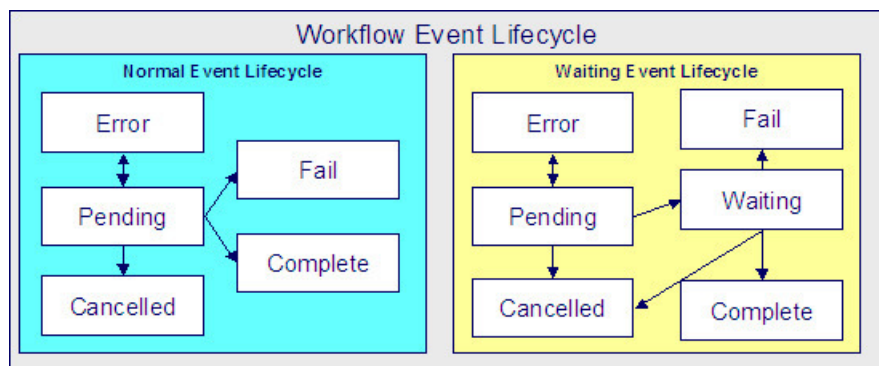 Workflow Event Lifecycle
Normal Event Lifecycle
Error
Fail
Pending
Complete
Cancelled
Waiting Event Lifecycle
Error
Fail
Pending
Waiting
Cancelled
Complete